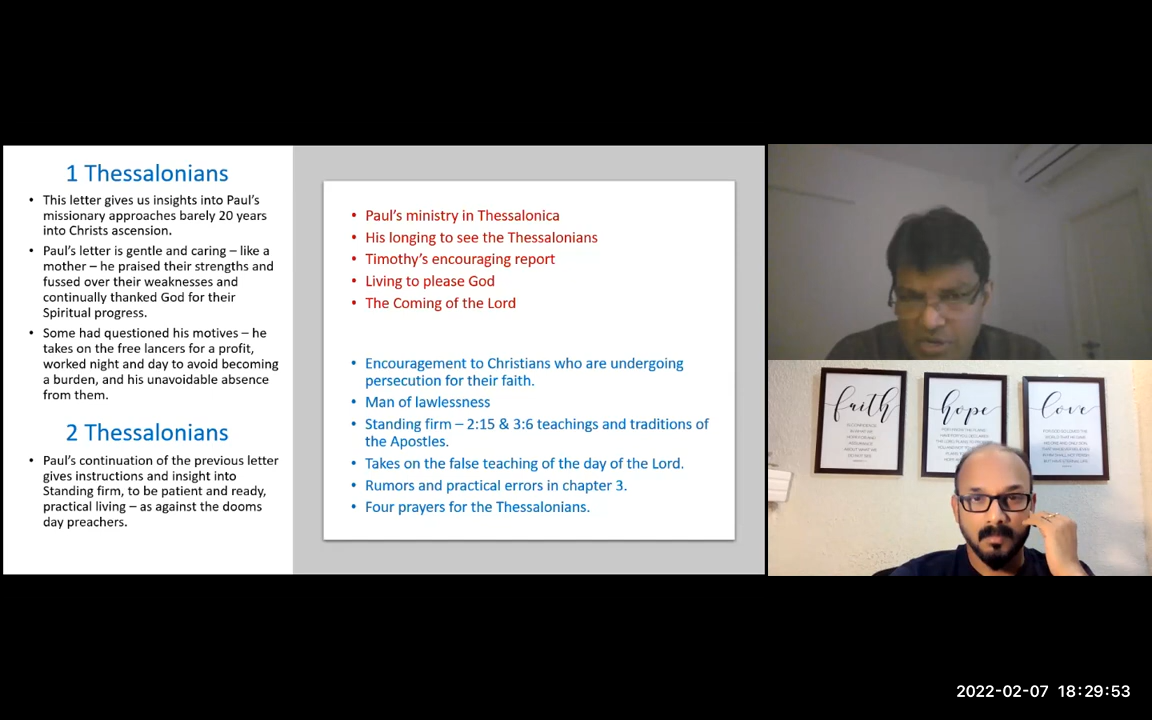 1 Thessalonians
• This letter gives us insights into Paul's
missionary approaches barely 20 years
into Christs ascension.
• Paul's letter is gentle and caring – like a
mother – he praised their strengths and
fussed over their weaknesses and
continually thanked God for their
Spiritual progress.
• Some had questioned his motives – he
takes on the free lancers for a profit,
worked night and day to avoid becoming
a burden, and his unavoidable absence
from them.
2 Thessalonians
• Paul's continuation of the previous letter
gives instructions and insight into
Standing firm, to be patient and ready,
practical living – as against the dooms
day preachers.
• Paul's ministry in Thessalonica
• His longing to see the Thessalonians
• Timothy's encouraging report
• Living to please God
• The Coming of the Lord
• Encouragement to Christians who are undergoing
persecution for their faith.
• Man of lawlessness
• Standing firm – 2:15 & 3:6 teachings and traditions of
the Apostles.
• Takes on the false teaching of the day of the Lord.
• Rumors and practical errors in chapter 3.
• Four prayers for the Thessalonians.
faith
hope
love
2022-02-07 18:29:53